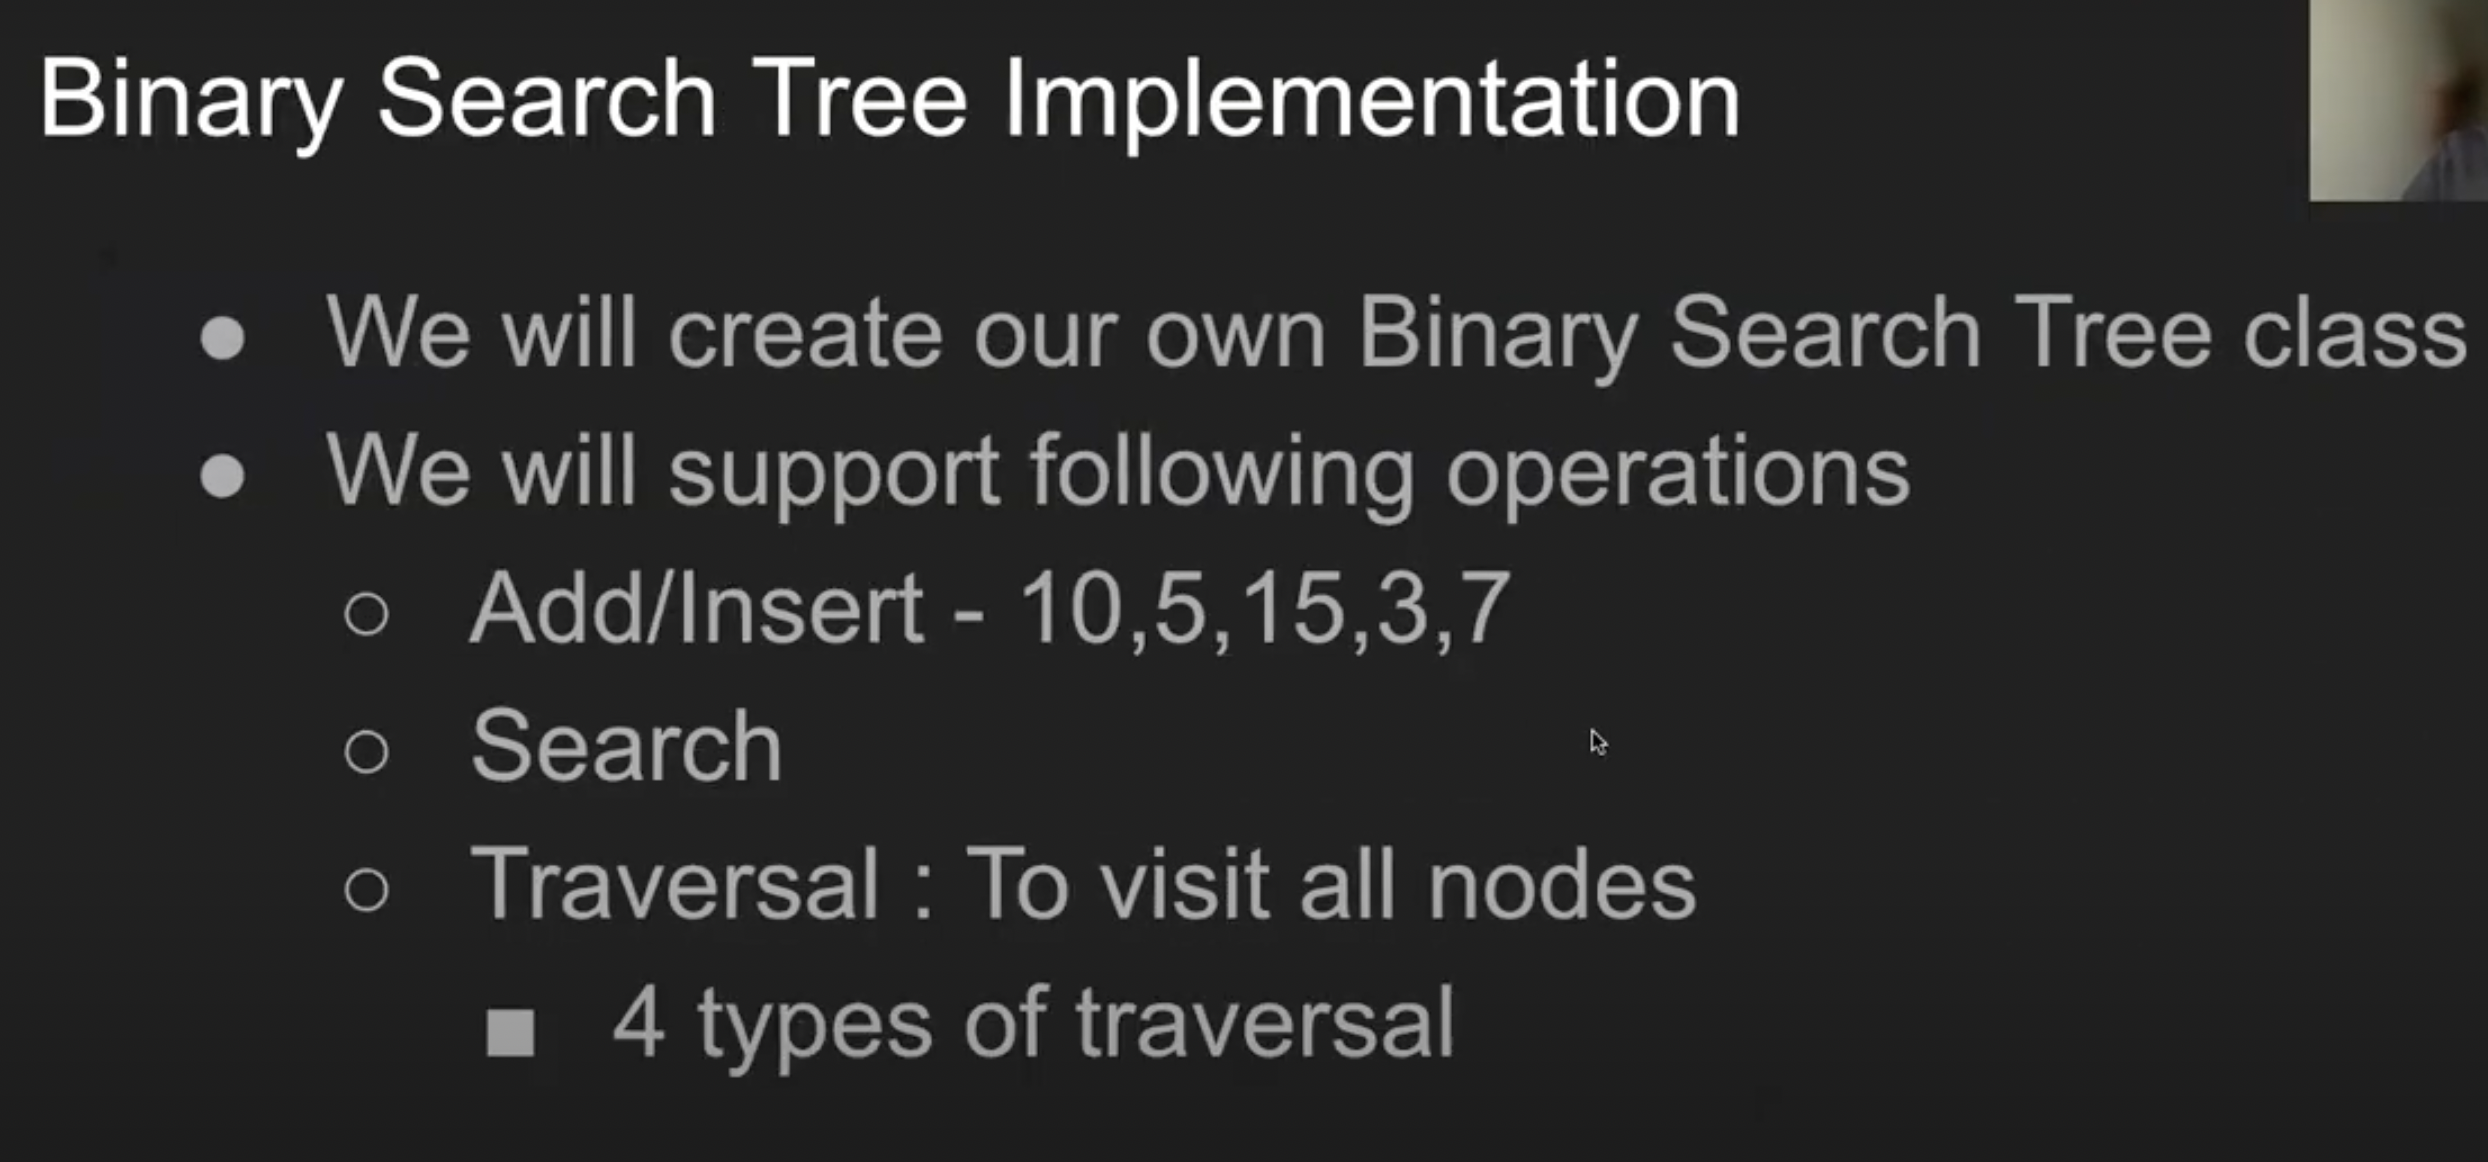 Binary Search Tree Implementation
● We will create our own Binary Search Tree class
● We will support following operations
○ Add/Insert - 10,5,15,3,7
○ Search
○ Traversal : To visit all nodes
■ 4 types of traversal